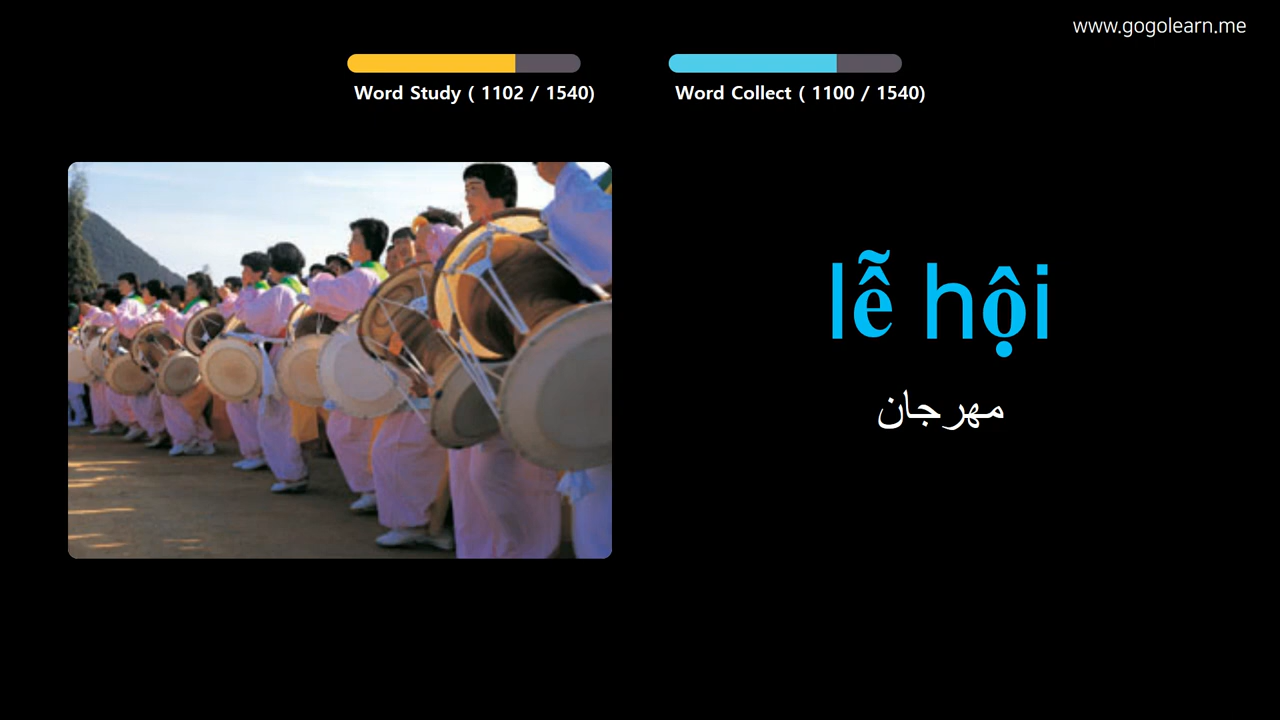 www.gogolearn.me
Word Study ( 1102 / 1540)
Word Collect ( 1100 / 1540)
lễ hội
مهرجان